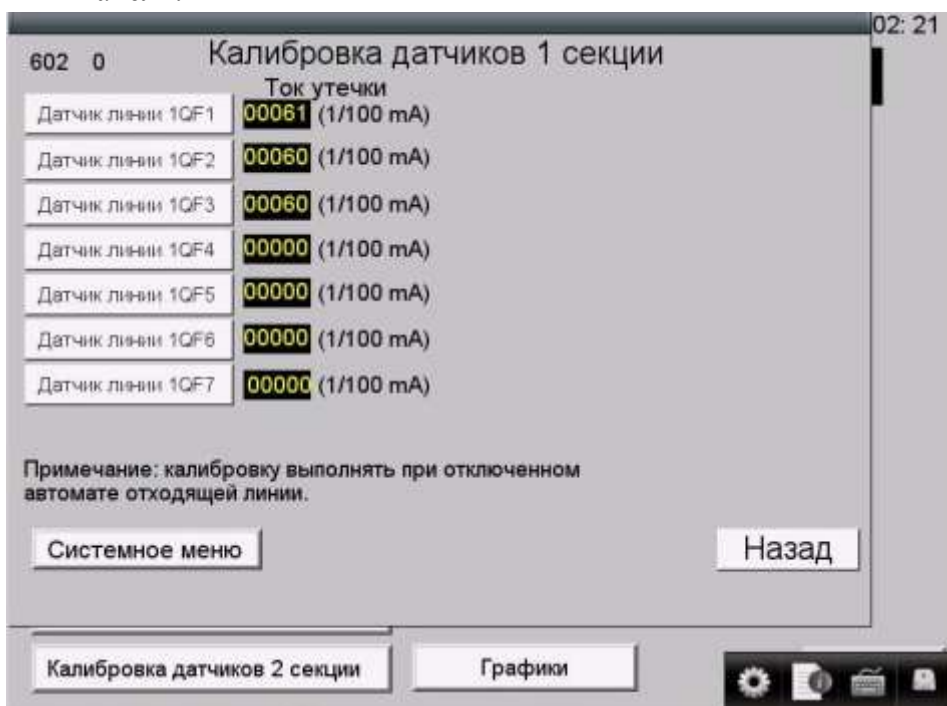 02: 21
602 0 Калибровка датчиков 1 секции
Ток утечки
Датчик линии 1QF1 00061 (1/100 mA)
Датчик линии 1QF2 00060 (1/100 mA)
Датчик линии 1QF3 00060 (1/100 mA)
Датчик линии 1QF4 00000 (1/100 mA)
Датчик линии 1QF5 00000 (1/100 mA)
Датчик линии 1QF6 00000 (1/100 mA)
Датчик линии 1QF7 00000 (1/100 mA)
Примечание: калибровку выполнять при отключенном
автомате отходящей линии.
Системное меню Назад
Калибровка датчиков 2 секции Графики